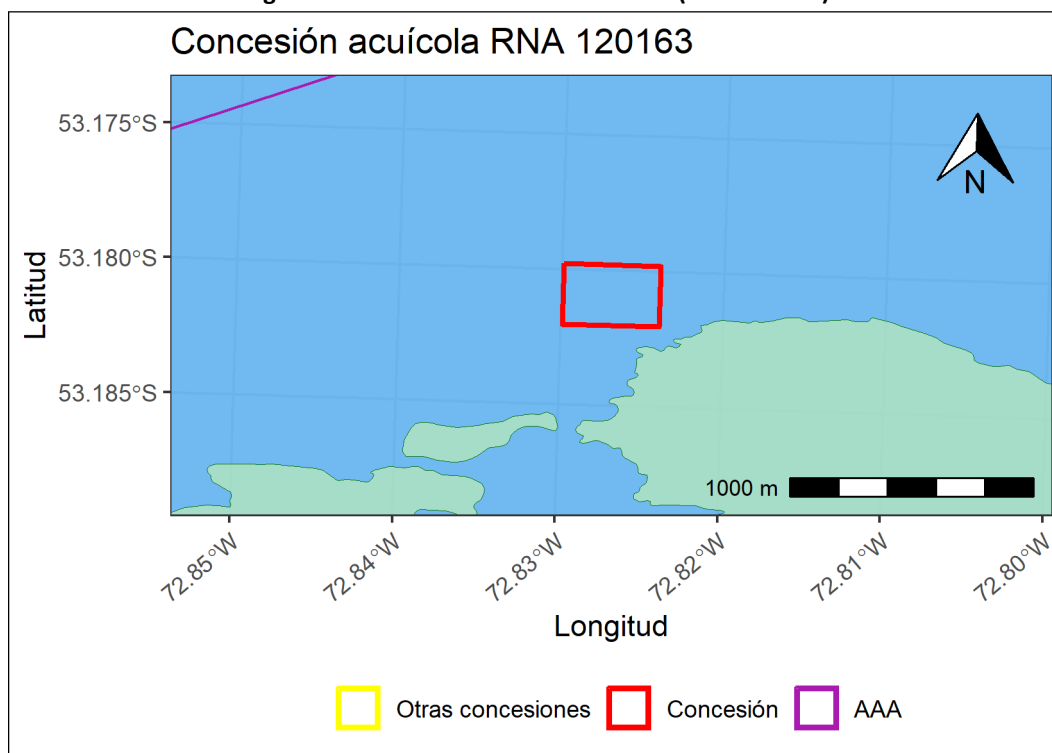 Concesión acuícola RNA 120163
53.175°S
53.180°S
53.185°S
Latitud
N
1000 m
72.85°W
72.84°W
72.83°W
72.82°W
72.81°W
72.80°W
Longitud
Otras concesiones
Concesión
AAA